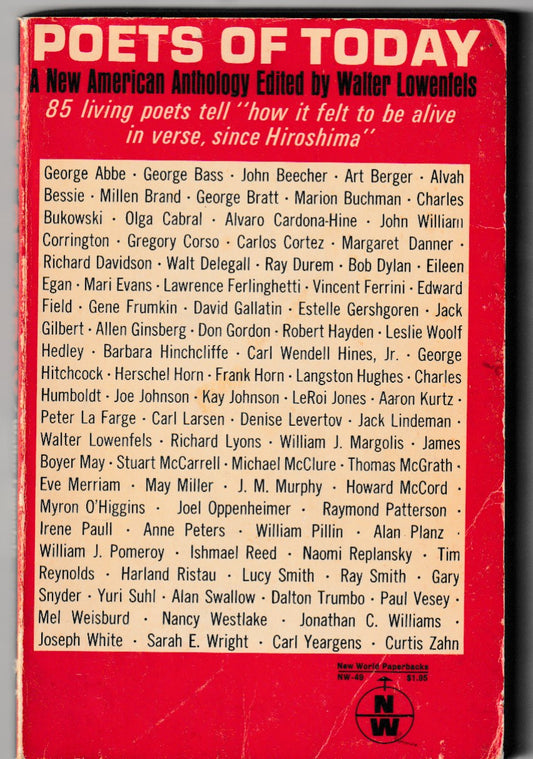 POETS OF TODAY
A New American Anthology Edited by Walter Lowenfels
85 living poets tell "how it felt to be alive
in verse, since Hiroshima"
George Abbe · George Bass · John Beecher · Art Berger · Alvah
Bessie · Millen Brand · George Bratt · Marion Buchman · Charles
Bukowski · Olga Cabral · Alvaro Cardona-Hine · John William
Corrington · Gregory Corso · Carlos Cortez · Margaret Danner ·
Richard Davidson · Walt Delegall · Ray Durem · Bob Dylan · Eileen
Egan · Mari Evans · Lawrence Ferlinghetti · Vincent Ferrini · Edward
Field · Gene Frumkin · David Gallatin · Estelle Gershgoren · Jack
Gilbert · Allen Ginsberg · Don Gordon · Robert Hayden · Leslie Woolf
Hedley · Barbara Hinchcliffe · Carl Wendell Hines, Jr. · George
Hitchcock · Herschel Horn · Frank Horn · Langston Hughes · Charles
Humboldt · Joe Johnson · Kay Johnson · LeRoi Jones · Aaron Kurtz ·
Peter La Farge · Carl Larsen · Denise Levertov · Jack Lindeman ·
Walter Lowenfels · Richard Lyons · William J. Margolis · James
Boyer May · Stuart McCarrell · Michael McClure · Thomas McGrath ·
Eve Merriam · May Miller · J. M. Murphy · Howard McCord ·
Myron O'Higgins · Joel Oppenheimer · Raymond Patterson ·
Irene Paull · Anne Peters · William Pillin · Alan Planz ·
William J. Pomeroy · Ishmael Reed · Naomi Replansky · Tim
Reynolds · Harland Ristau · Lucy Smith · Ray Smith · Gary
Snyder · Yuri Suhl · Alan Swallow · Dalton Trumbo · Paul Vesey ·
Mel Weisburd · Nancy Westlake · Jonathan C. Williams ·
Joseph White · Sarah E. Wright · Carl Yeargens · Curtis Zahn
New World Paperbacks
NW-49 $1.95
N
W